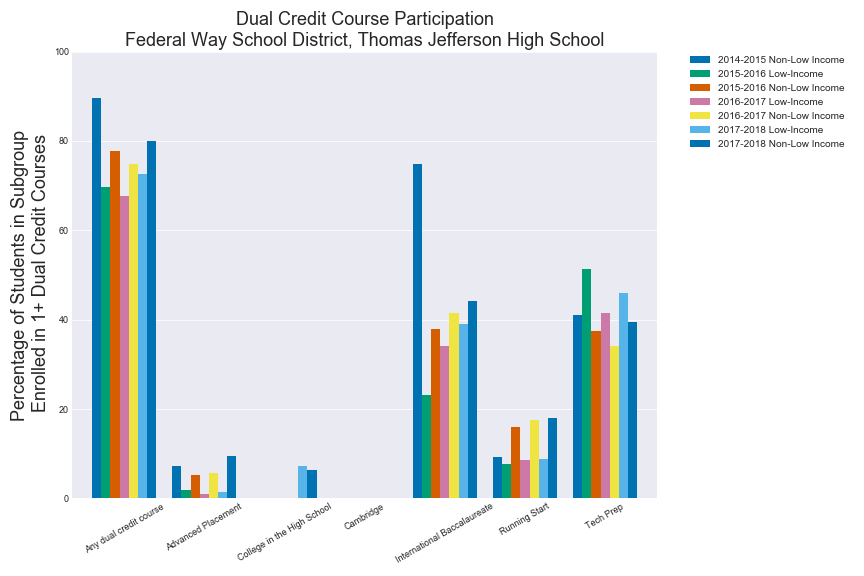 Dual Credit Course Participation
Federal Way School District, Thomas Jefferson High School
Percentage of Students in Subgroup
Enrolled in 1+ Dual Credit Courses
100
80
60
40
20
0
Any dual credit course
Advanced Placement
College in the High School
Cambridge
International Baccalaureate
Running Start
Tech Prep
2014-2015 Non-Low Income
2015-2016 Low-Income
2015-2016 Non-Low Income
2016-2017 Low-Income
2016-2017 Non-Low Income
2017-2018 Low-Income
2017-2018 Non-Low Income